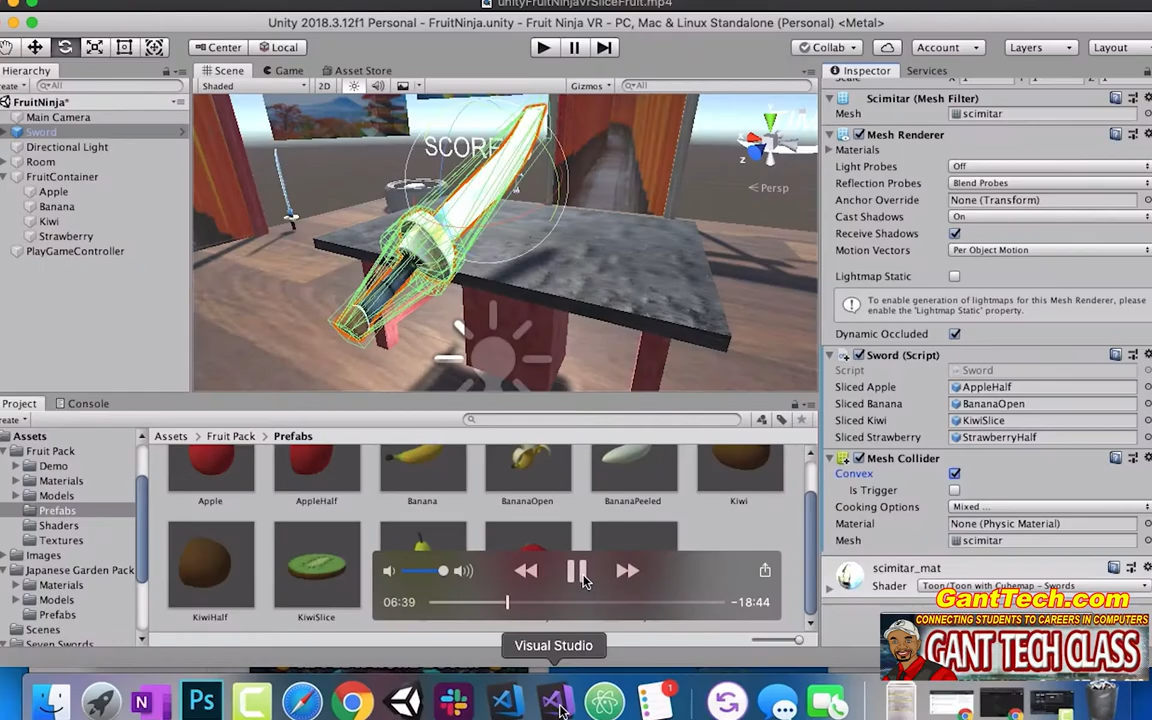 unityFruitNinjaVrSliceFruit.mp4
Unity 2018.3.12f1 Personal - FruitNinja.unity - Fruit Ninja VR - PC, Mac & Linux Standalone (Personal) <Metal>
Center Local Collab Account Layers Layout
Hierarchy Scene Game Asset Store Inspector Services
All Shaded 2D Gizmos All
FruitNinja*
Main Camera
Sword
Directional Light
Room
FruitContainer
Apple
Banana
Kiwi
Strawberry
PlayGameController
SCORE
z
Persp
Scimitar (Mesh Filter)
Mesh scimitar
Mesh Renderer
Materials
Light Probes Off
Reflection Probes Blend Probes
Anchor Override None (Transform)
Cast Shadows On
Receive Shadows
Motion Vectors Per Object Motion
Lightmap Static
To enable generation of lightmaps for this Mesh Renderer, please
enable the 'Lightmap Static' property.
Dynamic Occluded
Sword (Script)
Script Sword
Sliced Apple AppleHalf
Sliced Banana BananaOpen
Sliced Kiwi KiwiSlice
Sliced Strawberry StrawberryHalf
Mesh Collider
Convex
Is Trigger
Cooking Options Mixed ...
Material None (Physic Material)
Mesh scimitar
scimitar_mat
Shader Toon/Toon with Cubemap - Swords
Project Console
Assets
Fruit Pack
Demo
Materials
Models
Prefabs
Shaders
Textures
Images
Japanese Garden Pack
Materials
Models
Prefabs
Scenes
Seven Swords
Assets Fruit Pack Prefabs
Apple AppleHalf Banana BananaOpen BananaPeeled Kiwi
KiwiHalf KiwiSlice
06:39 -18:44
Visual Studio
GantTech.com
CONNECTING STUDENTS TO CAREERS IN COMPUTERS
GANT TECH CLASS
N Ps C 1